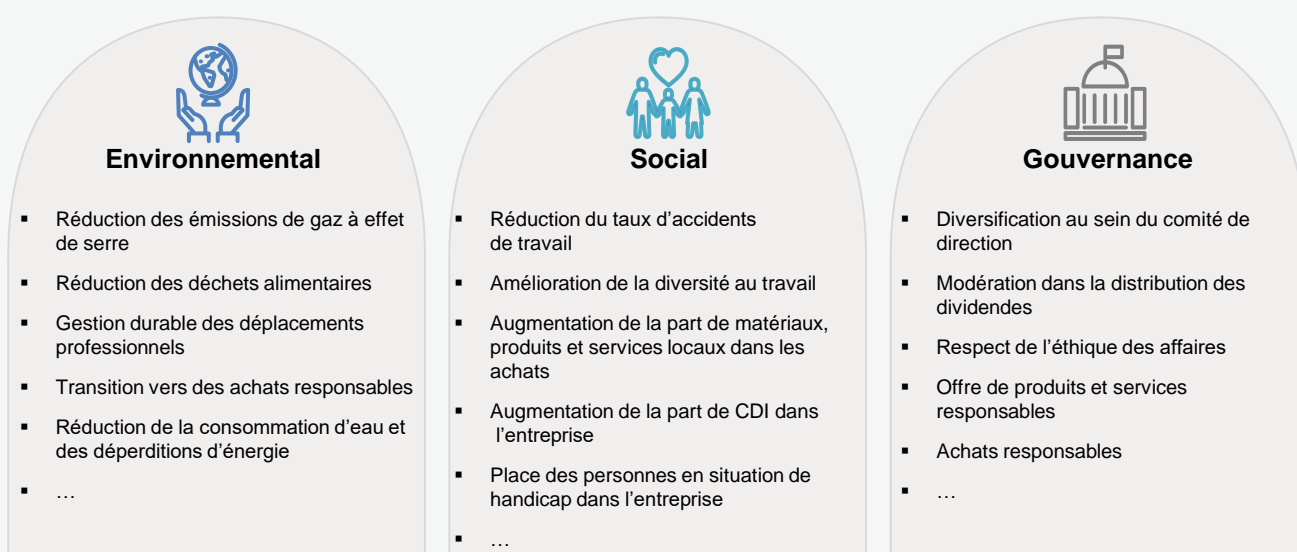 Environnemental
▪ Réduction des émissions de gaz à effet
de serre
▪ Réduction des déchets alimentaires
▪ Gestion durable des déplacements
professionnels
▪ Transition vers des achats responsables
▪ Réduction de la consommation d’eau et
des déperditions d’énergie
▪ …
Social
▪ Réduction du taux d’accidents
de travail
▪ Amélioration de la diversité au travail
▪ Augmentation de la part de matériaux,
produits et services locaux dans les
achats
▪ Augmentation de la part de CDI dans
l’entreprise
▪ Place des personnes en situation de
handicap dans l’entreprise
▪ …
Gouvernance
▪ Diversification au sein du comité de
direction
▪ Modération dans la distribution des
dividendes
▪ Respect de l’éthique des affaires
▪ Offre de produits et services
responsables
▪ Achats responsables
▪ …